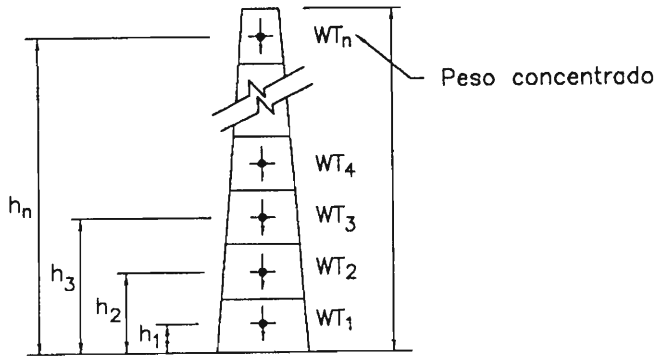 WTₙ
Peso concentrado
WT₄
hₙ
WT₃
h₃
WT₂
h₂
h₁
WT₁